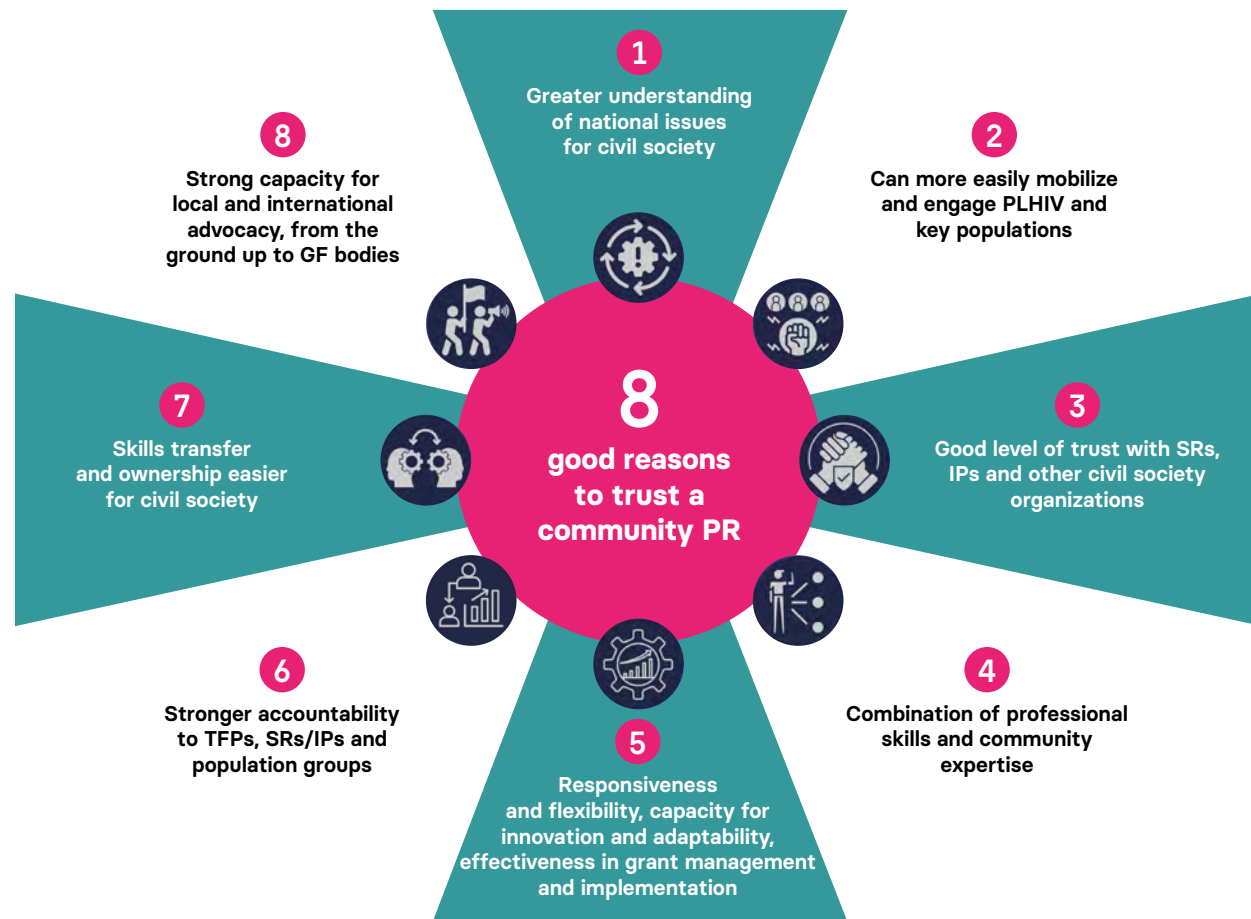 8
good reasons
to trust a
community PR
1
Greater understanding
of national issues
for civil society
2
Can more easily mobilize
and engage PLHIV and
key populations
3
Good level of trust with SRs,
IPs and other civil society
organizations
4
Combination of professional
skills and community
expertise
5
Responsiveness
and flexibility, capacity for
innovation and adaptability,
effectiveness in grant management
and implementation
6
Stronger accountability
to TFPs, SRs/IPs and
population groups
7
Skills transfer
and ownership easier
for civil society
8
Strong capacity for
local and international
advocacy, from the
ground up to GF bodies